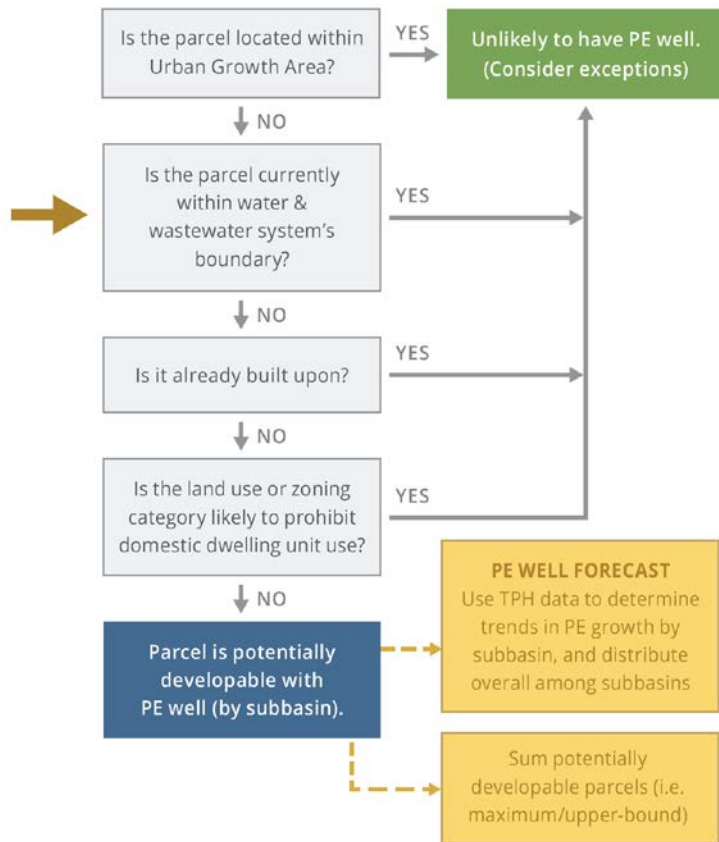 Is the parcel located within
Urban Growth Area?
YES
Unlikely to have PE well.
(Consider exceptions)
NO
Is the parcel currently
within water &
wastewater system's
boundary?
YES
NO
Is it already built upon?
YES
NO
Is the land use or zoning
category likely to prohibit
domestic dwelling unit use?
YES
NO
Parcel is potentially
developable with
PE well (by subbasin).
PE WELL FORECAST
Use TPH data to determine
trends in PE growth by
subbasin, and distribute
overall among subbasins
Sum potentially
developable parcels (i.e.
maximum/upper-bound)